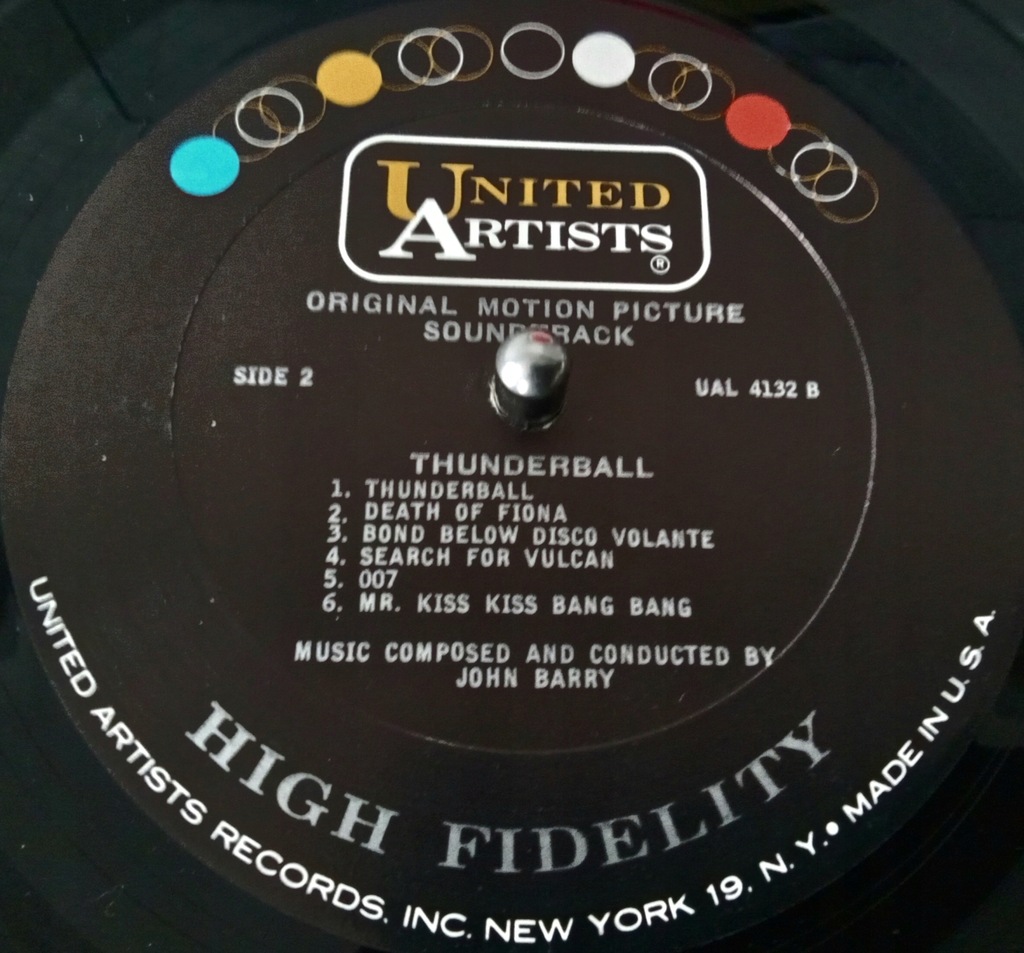 UNITED
ARTISTS
®
ORIGINAL MOTION PICTURE
SOUNDTRACK
SIDE 2
UAL 4132 B
THUNDERBALL
1. THUNDERBALL
2. DEATH OF FIONA
3. BOND BELOW DISCO VOLANTE
4. SEARCH FOR VULCAN
5. 007
6. MR. KISS KISS BANG BANG
MUSIC COMPOSED AND CONDUCTED BY
JOHN BARRY
HIGH FIDELITY
UNITED ARTISTS RECORDS, INC. NEW YORK 19, N. Y. • MADE IN U. S. A.